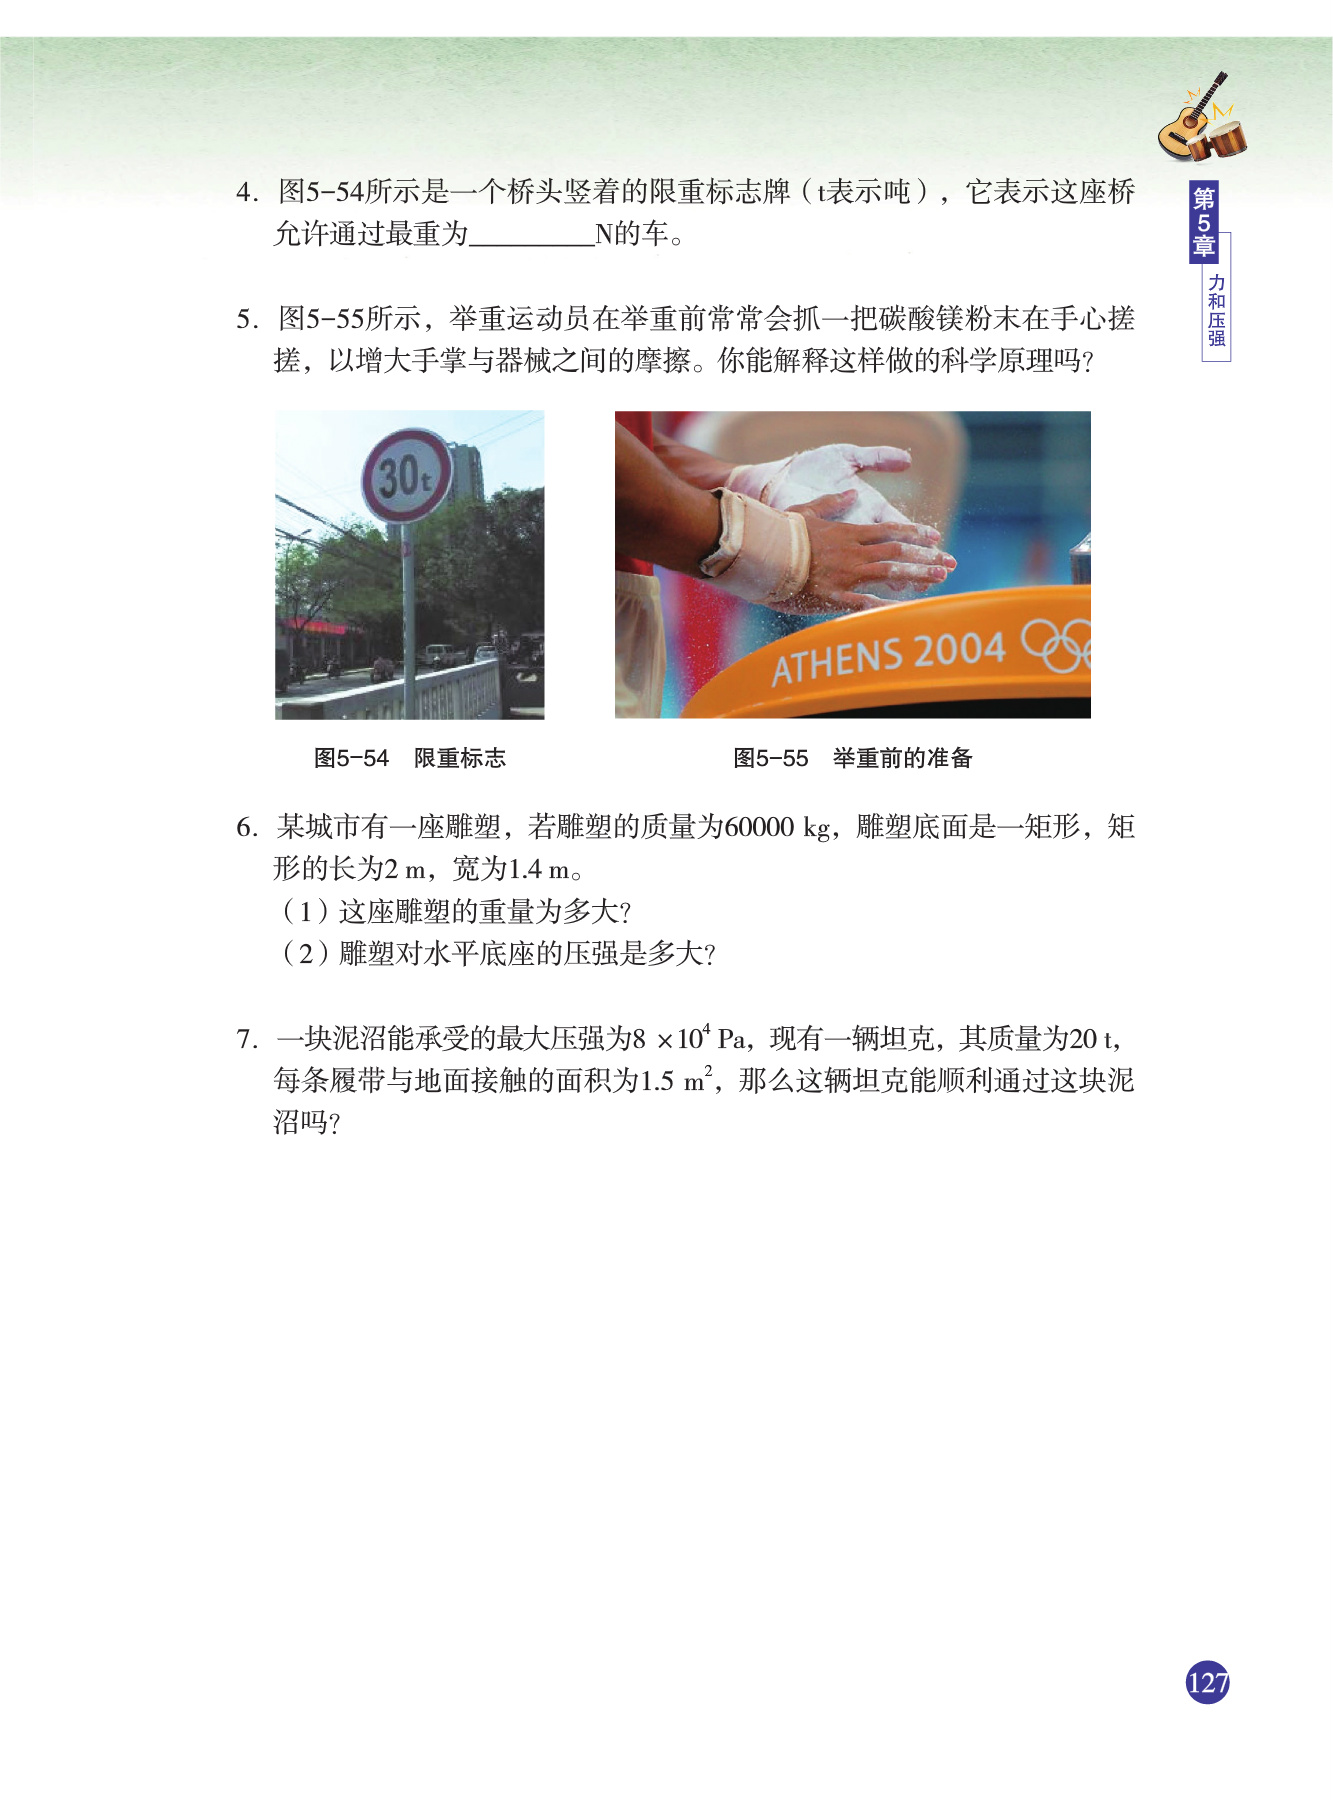 第5章
力和压强
4. 图5-54所示是一个桥头竖着的限重标志牌（t表示吨），它表示这座桥
允许通过最重为_________N的车。
5. 图5-55所示，举重运动员在举重前常常会抓一把碳酸镁粉末在手心搓
搓，以增大手掌与器械之间的摩擦。你能解释这样做的科学原理吗？
30t
ATHENS 2004
图5-54 限重标志
图5-55 举重前的准备
6. 某城市有一座雕塑，若雕塑的质量为60000 kg，雕塑底面是一矩形，矩
形的长为2 m，宽为1.4 m。
（1）这座雕塑的重量为多大？
（2）雕塑对水平底座的压强是多大？
7. 一块泥沼能承受的最大压强为8 ×10⁴ Pa，现有一辆坦克，其质量为20 t，
每条履带与地面接触的面积为1.5 m²，那么这辆坦克能顺利通过这块泥
沼吗？
127